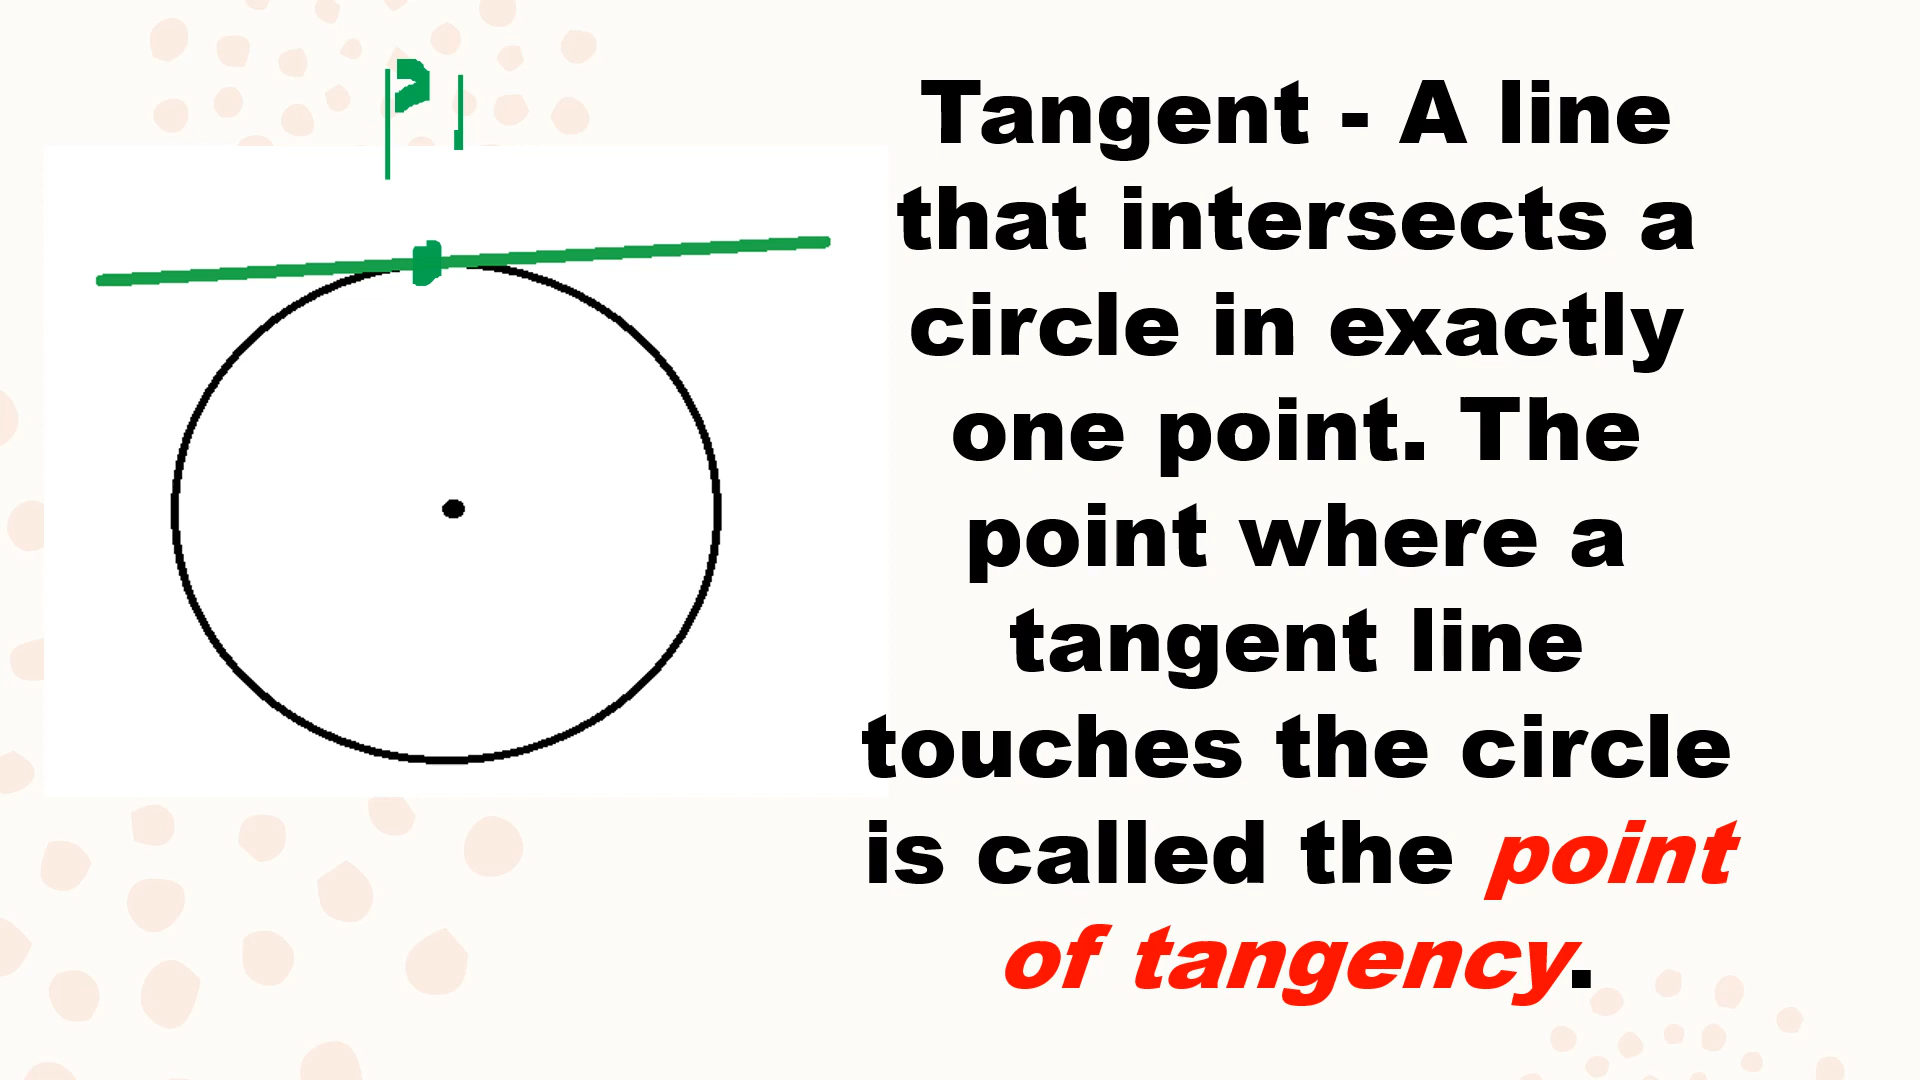 Tangent - A line
that intersects a
circle in exactly
one point. The
point where a
tangent line
touches the circle
is called the point
of tangency.